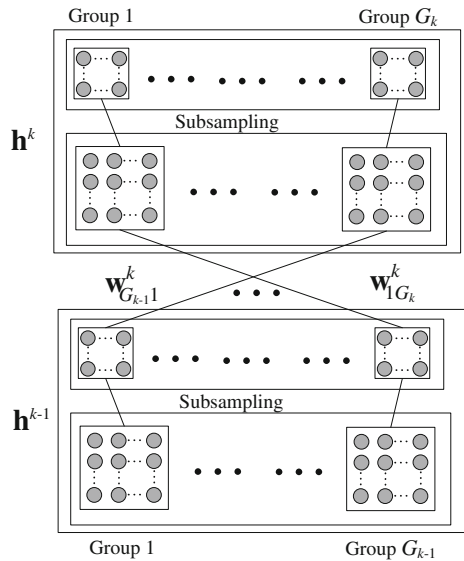 Group 1 Group G_k
Subsampling
h^k
w^k_{G_{k-1}1} w^k_{1G_k}
Subsampling
h^{k-1}
Group 1 Group G_{k-1}